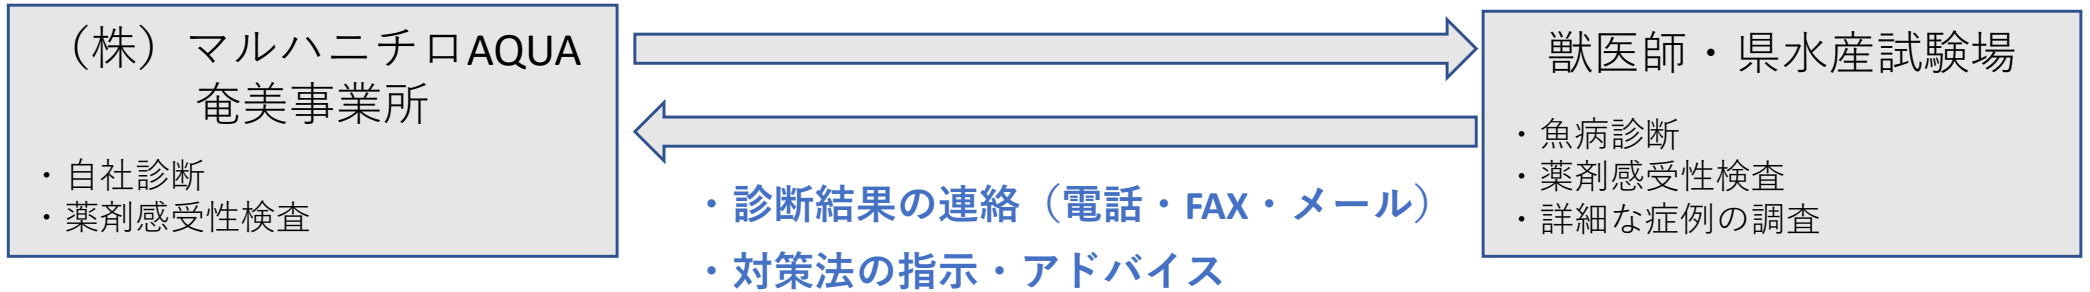 （株）マルハニチロAQUA
奄美事業所
・自社診断
・薬剤感受性検査
・診断結果の連絡（電話・FAX・メール）
・対策法の指示・アドバイス
獣医師・県水産試験場
・魚病診断
・薬剤感受性検査
・詳細な症例の調査